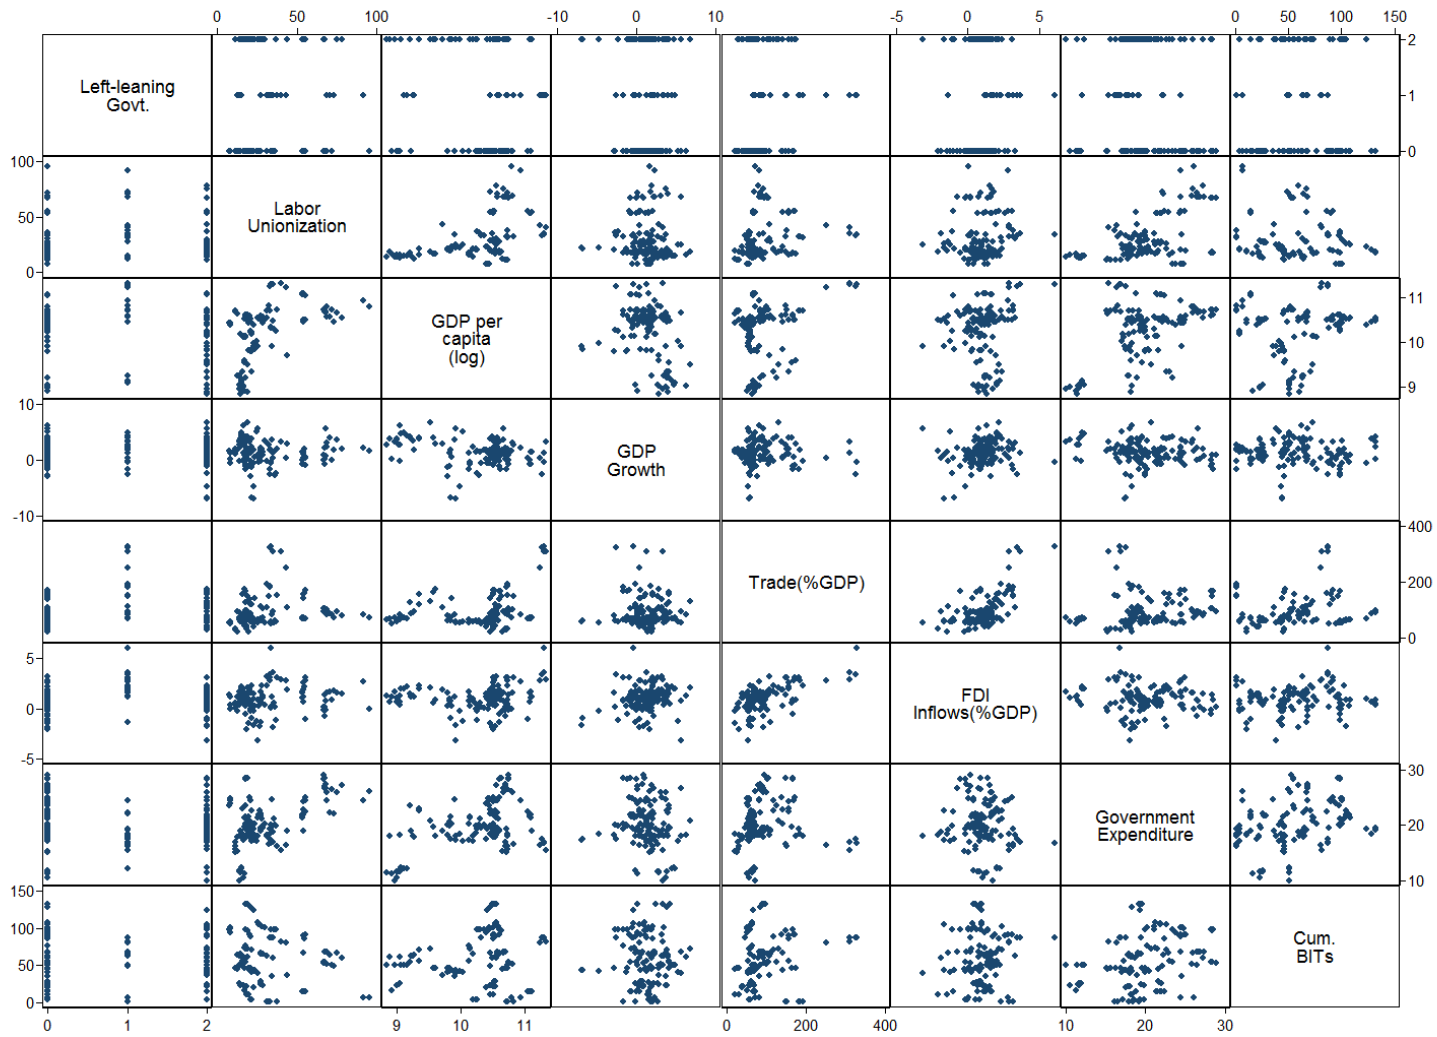 0 50 100 -10 0 10 -5 0 5 0 50 100 150
Left-leaning
Govt.
2
1
0
100
50
0
Labor
Unionization
GDP per
capita
(log)
11
10
9
10
0
-10
GDP
Growth
Trade(%GDP)
400
200
0
5
0
-5
FDI
Inflows(%GDP)
Government
Expenditure
30
20
10
150
100
50
0
Cum.
BITs
0 1 2 9 10 11 0 200 400 10 20 30